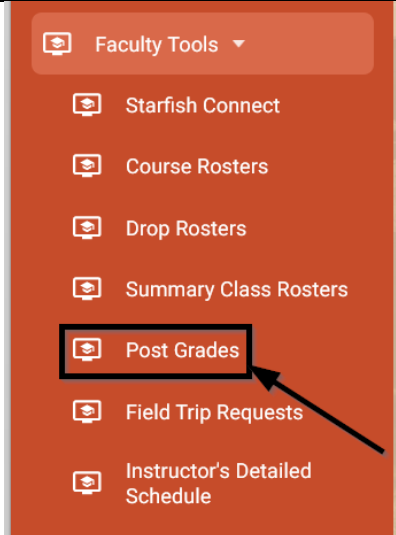 Faculty Tools
Starfish Connect
Course Rosters
Drop Rosters
Summary Class Rosters
Post Grades
Field Trip Requests
Instructor's Detailed
Schedule